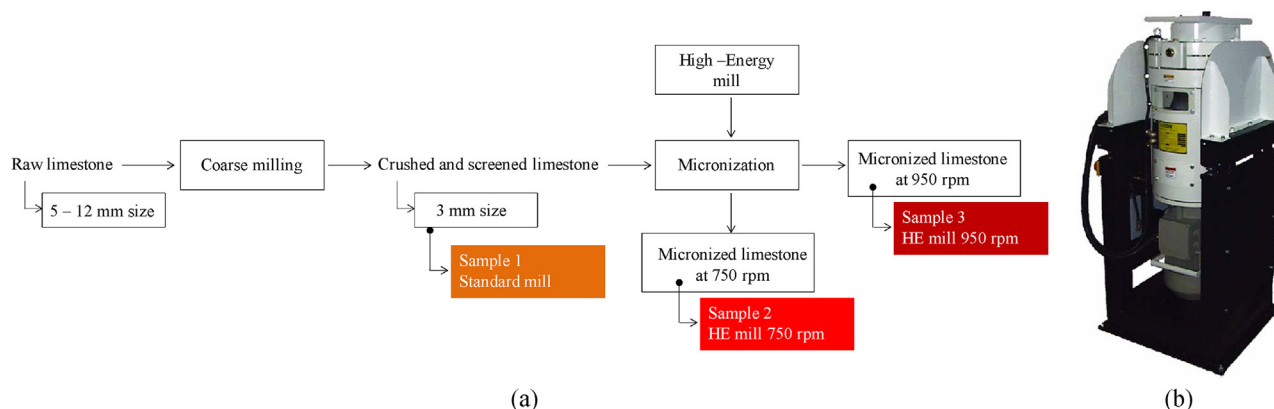 High –Energy
mill
Raw limestone
Coarse milling
Crushed and screened limestone
Micronization
Micronized limestone
at 950 rpm
5 – 12 mm size
3 mm size
Sample 3
HE mill 950 rpm
Sample 1
Standard mill
Micronized limestone
at 750 rpm
Sample 2
HE mill 750 rpm
(a)
(b)